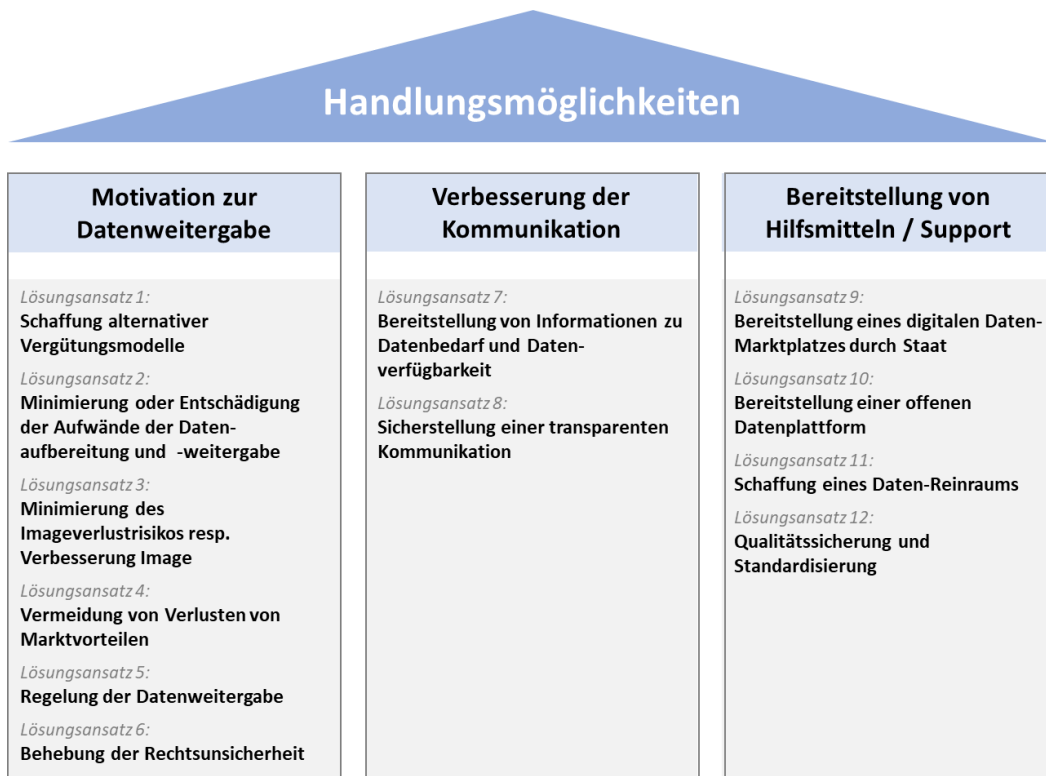 Handlungsmöglichkeiten
Motivation zur
Datenweitergabe
Lösungsansatz 1:
Schaffung alternativer
Vergütungsmodelle
Lösungsansatz 2:
Minimierung oder Entschädigung
der Aufwände der Daten-
aufbereitung und -weitergabe
Lösungsansatz 3:
Minimierung des
Imageverlustrisikos resp.
Verbesserung Image
Lösungsansatz 4:
Vermeidung von Verlusten von
Marktvorteilen
Lösungsansatz 5:
Regelung der Datenweitergabe
Lösungsansatz 6:
Behebung der Rechtsunsicherheit
Verbesserung der
Kommunikation
Lösungsansatz 7:
Bereitstellung von Informationen zu
Datenbedarf und Daten-
verfügbarkeit
Lösungsansatz 8:
Sicherstellung einer transparenten
Kommunikation
Bereitstellung von
Hilfsmitteln / Support
Lösungsansatz 9:
Bereitstellung eines digitalen Daten-
Marktplatzes durch Staat
Lösungsansatz 10:
Bereitstellung einer offenen
Datenplattform
Lösungsansatz 11:
Schaffung eines Daten-Reinraums
Lösungsansatz 12:
Qualitätssicherung und
Standardisierung